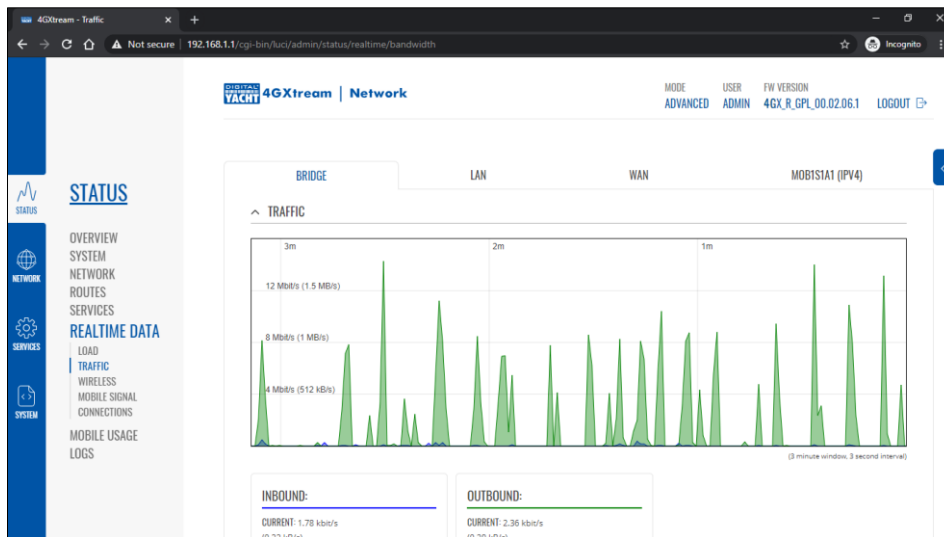 4GXtream - Traffic
Not secure | 192.168.1.1/cgi-bin/luci/admin/status/realtime/bandwidth
Incognito
DIGITAL YACHT 4GXtream | Network
MODE USER FW VERSION
ADVANCED ADMIN 4GX_R_GPL_00.02.06.1 LOGOUT
STATUS
NETWORK
SERVICES
SYSTEM
STATUS
OVERVIEW
SYSTEM
NETWORK
ROUTES
SERVICES
REALTIME DATA
LOAD
TRAFFIC
WIRELESS
MOBILE SIGNAL
CONNECTIONS
MOBILE USAGE
LOGS
BRIDGE LAN WAN MOB1S1A1 (IPV4)
TRAFFIC
3m 2m 1m
12 Mbit/s (1.5 MB/s)
8 Mbit/s (1 MB/s)
4 Mbit/s (512 kB/s)
(3 minute window, 3 second interval)
INBOUND: OUTBOUND:
CURRENT: 1.78 kbit/s CURRENT: 2.36 kbit/s